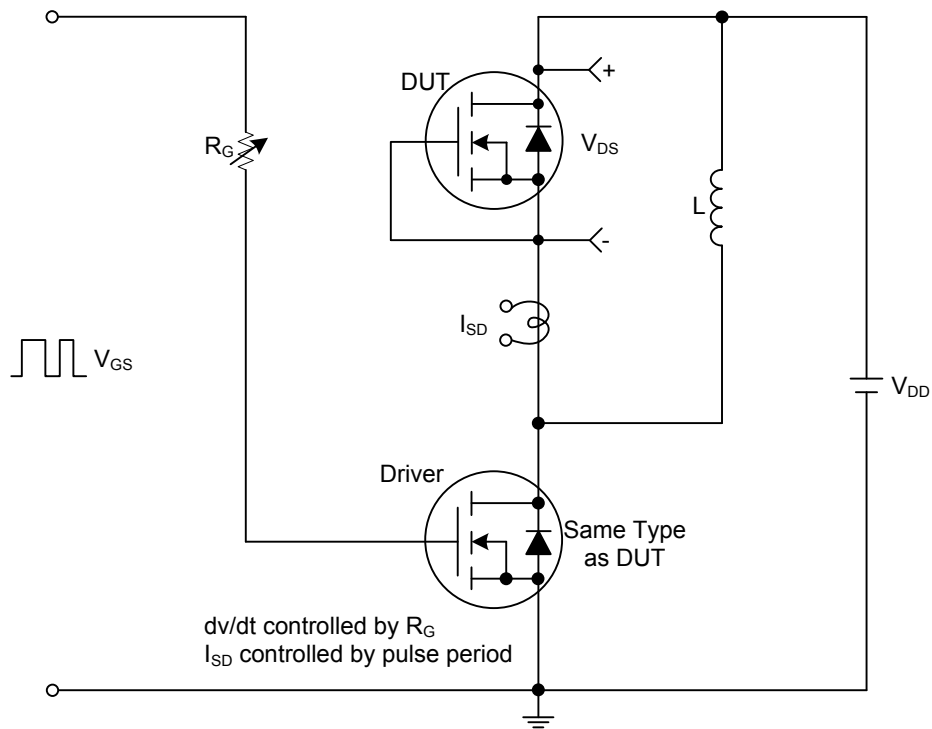 DUT
+
R_G
V_DS
L
-
I_SD
V_GS
V_DD
Driver
Same Type
as DUT
dv/dt controlled by R_G
I_SD controlled by pulse period